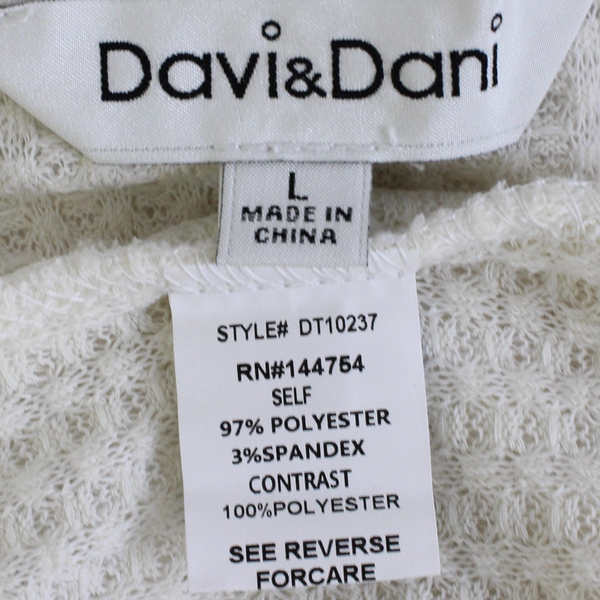 Davi&Dani
L
MADE IN
CHINA
STYLE# DT10237
RN#144754
SELF
97% POLYESTER
3%SPANDEX
CONTRAST
100%POLYESTER
SEE REVERSE
FORCARE